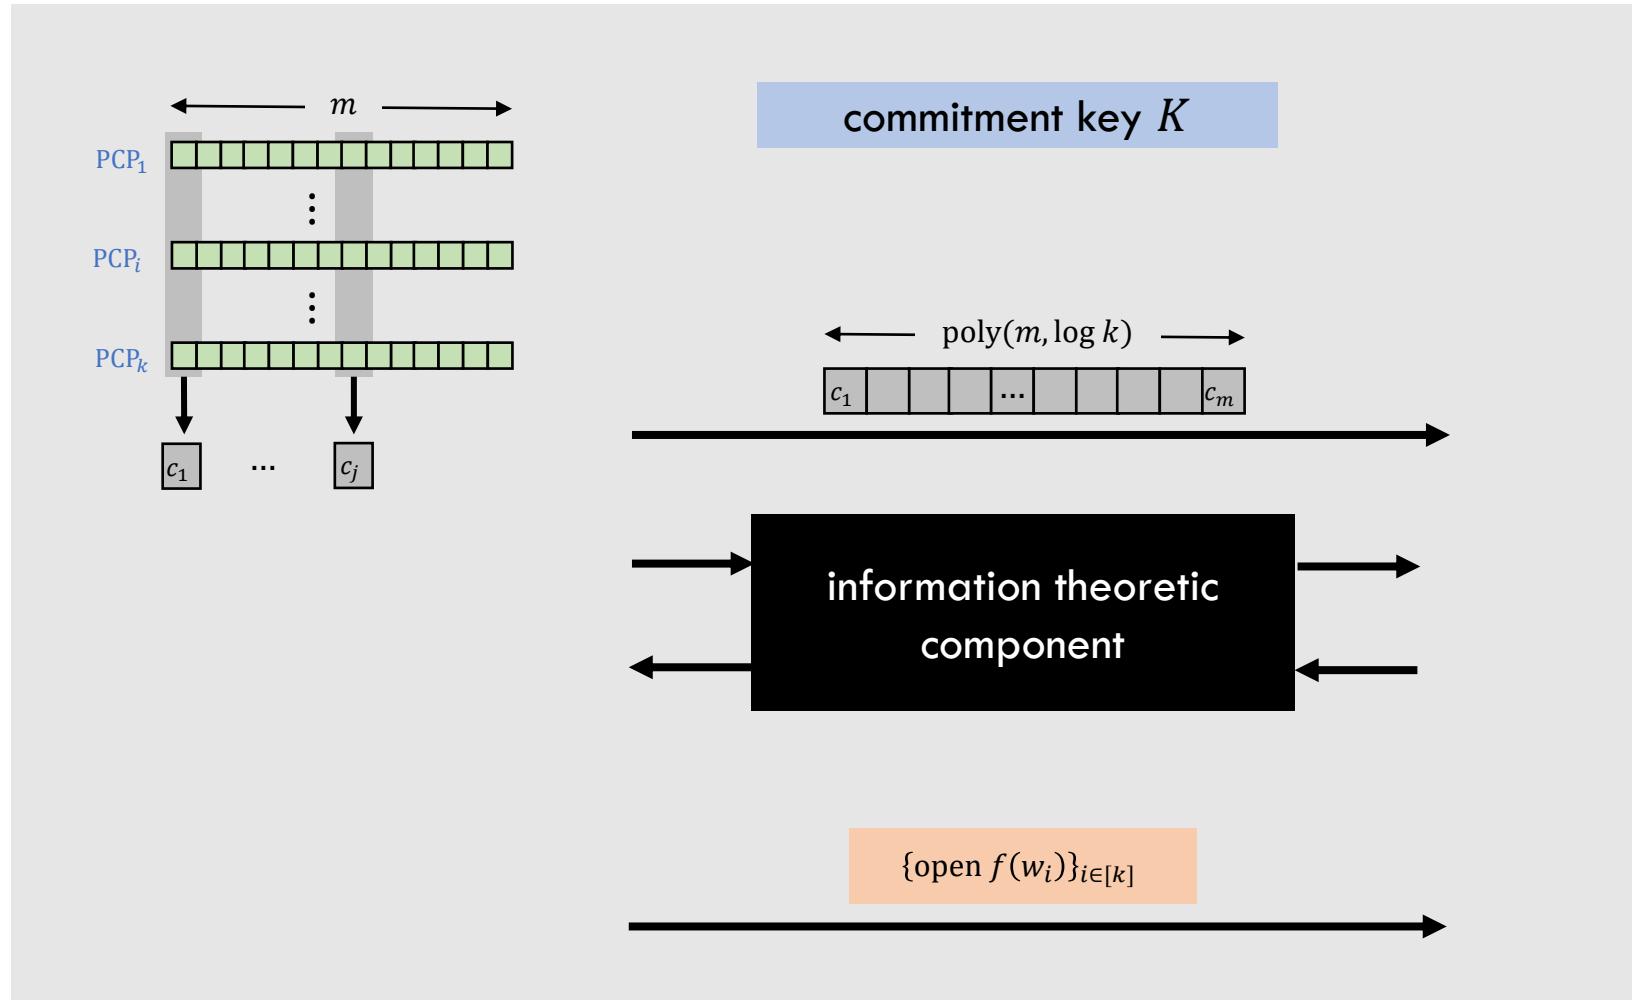 m
commitment key K
PCP₁
⋮
PCPᵢ
⋮
PCPₖ
poly(m, log k)
c₁ ... cₘ
c₁ ... cⱼ
information theoretic
component
{open f(wᵢ)}ᵢ∈[ₖ]